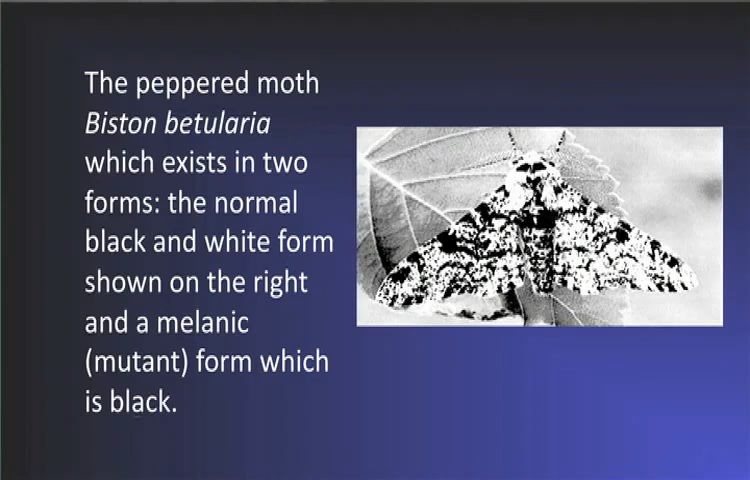 The peppered moth
Biston betularia
which exists in two
forms: the normal
black and white form
shown on the right
and a melanic
(mutant) form which
is black.